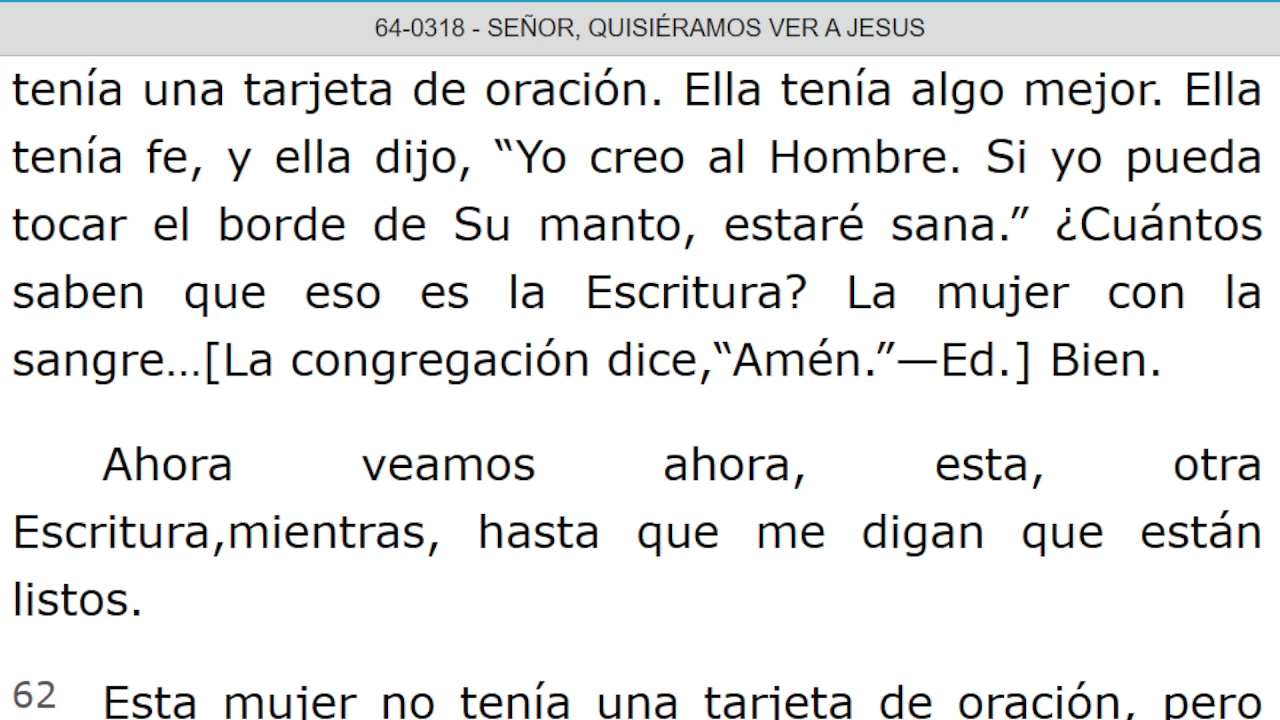 64-0318 - SEÑOR, QUISIÉRAMOS VER A JESUS
tenía una tarjeta de oración. Ella tenía algo mejor. Ella
tenía fe, y ella dijo, “Yo creo al Hombre. Si yo pueda
tocar el borde de Su manto, estaré sana.” ¿Cuántos
saben que eso es la Escritura? La mujer con la
sangre…[La congregación dice,“Amén.”—Ed.] Bien.
Ahora veamos ahora, esta, otra
Escritura,mientras, hasta que me digan que están
listos.
62 Esta mujer no tenía una tarjeta de oración, pero